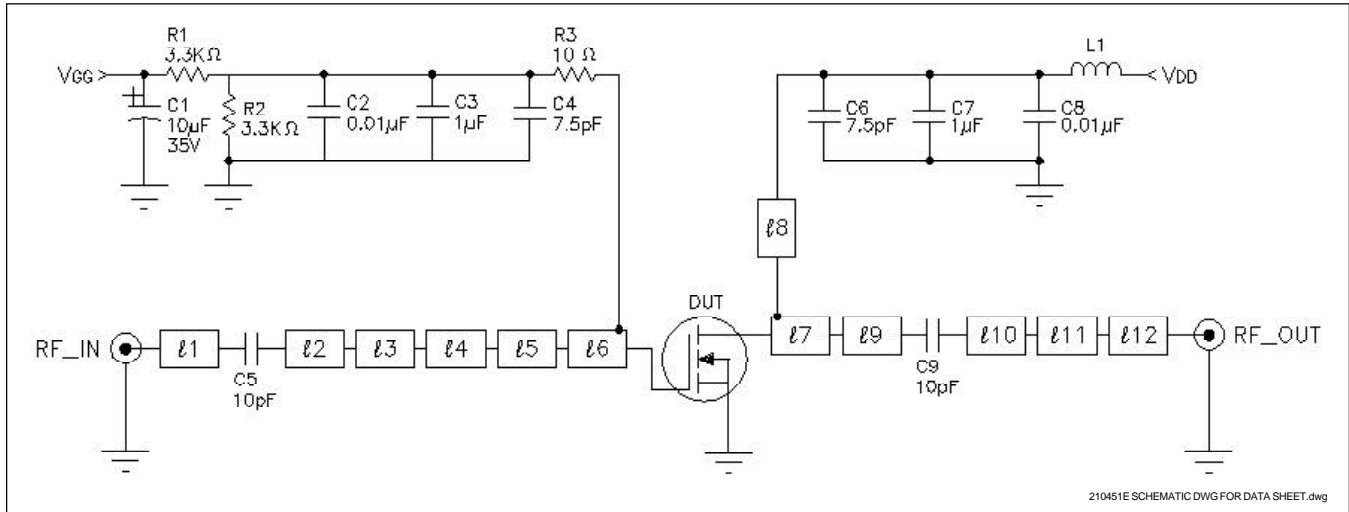 R1
3.3KΩ
VGG
C1
10µF
35V
R2
3.3KΩ
C2
0.01µF
C3
1µF
C4
7.5pF
R3
10 Ω
L1
VDD
C6
7.5pF
C7
1µF
C8
0.01µF
ℓ8
DUT
RF_IN
ℓ1
C5
10pF
ℓ2
ℓ3
ℓ4
ℓ5
ℓ6
ℓ7
ℓ9
C9
10pF
ℓ10
ℓ11
ℓ12
RF_OUT
210451E SCHEMATIC DWG FOR DATA SHEET.dwg